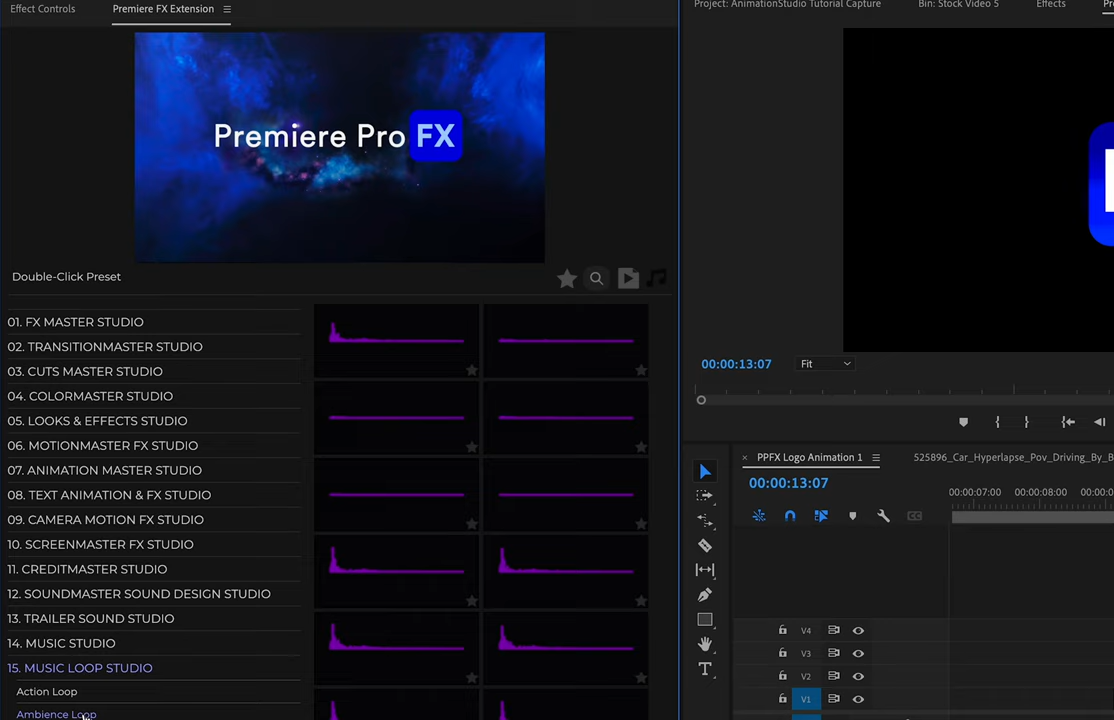 Effect Controls
Premiere FX Extension
Project: AnimationStudio Tutorial Capture
Bin: Stock Video 5
Effects
Premiere Pro FX
Double-Click Preset
01. FX MASTER STUDIO
02. TRANSITIONMASTER STUDIO
03. CUTS MASTER STUDIO
04. COLORMASTER STUDIO
05. LOOKS & EFFECTS STUDIO
06. MOTIONMASTER FX STUDIO
07. ANIMATION MASTER STUDIO
08. TEXT ANIMATION & FX STUDIO
09. CAMERA MOTION FX STUDIO
10. SCREENMASTER FX STUDIO
11. CREDITMASTER STUDIO
12. SOUNDMASTER SOUND DESIGN STUDIO
13. TRAILER SOUND STUDIO
14. MUSIC STUDIO
15. MUSIC LOOP STUDIO
Action Loop
Ambience Loop
00:00:13:07
Fit
PPFX Logo Animation 1
525896_Car_Hyperlapse_Pov_Driving_By_B
00:00:13:07
00:00:07:00
00:00:08:00
V4
V3
V2
V1